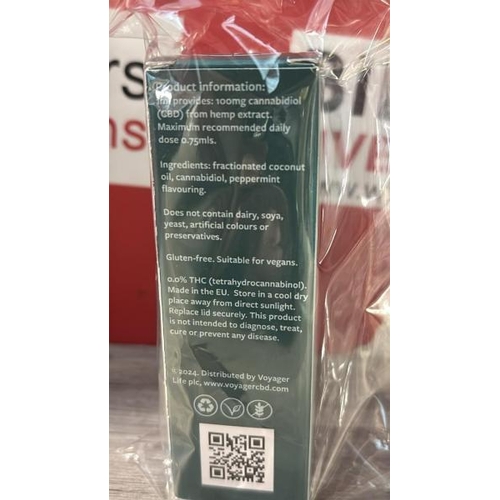 Product information:
1ml provides: 100mg cannabidiol
(CBD) from hemp extract.
Maximum recommended daily
dose 0.75mls.
Ingredients: fractionated coconut
oil, cannabidiol, peppermint
flavouring.
Does not contain dairy, soya,
yeast, artificial colours or
preservatives.
Gluten-free. Suitable for vegans.
0.0% THC (tetrahydrocannabinol).
Made in the EU. Store in a cool dry
place away from direct sunlight.
Replace lid securely. This product
is not intended to diagnose, treat,
cure or prevent any disease.
© 2024. Distributed by Voyager
Life plc, www.voyagercbd.com